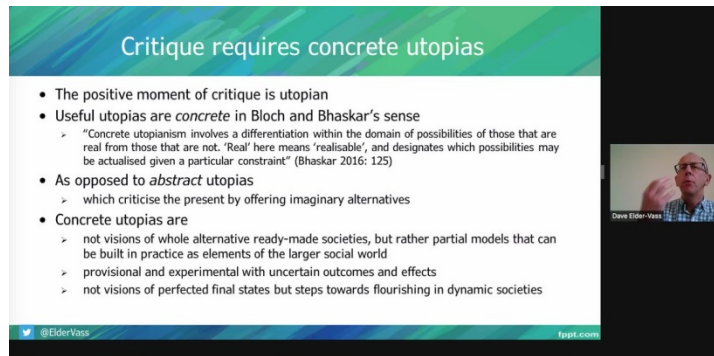 Critique requires concrete utopias
• The positive moment of critique is utopian
• Useful utopias are concrete in Bloch and Bhaskar's sense
➢ "Concrete utopianism involves a differentiation within the domain of possibilities of those that are
real from those that are not. 'Real' here means 'realisable', and designates which possibilities may
be actualised given a particular constraint" (Bhaskar 2016: 125)
• As opposed to abstract utopias
➢ which criticise the present by offering imaginary alternatives
• Concrete utopias are
➢ not visions of whole alternative ready-made societies, but rather partial models that can
be built in practice as elements of the larger social world
➢ provisional and experimental with uncertain outcomes and effects
➢ not visions of perfected final states but steps towards flourishing in dynamic societies
Dave Elder-Vass
@ElderVass
fppt.com